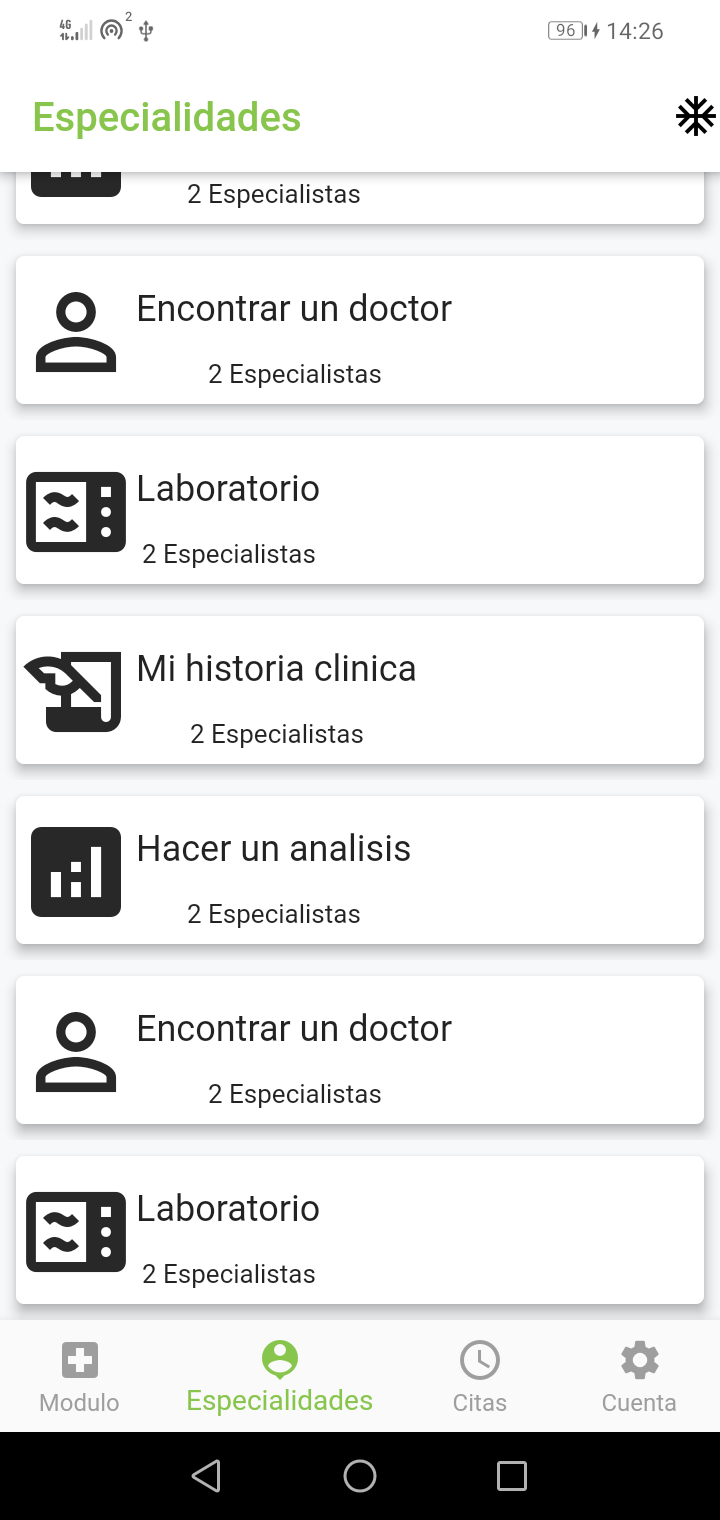 4G 2 96 14:26
Especialidades
2 Especialistas
Encontrar un doctor
2 Especialistas
Laboratorio
2 Especialistas
Mi historia clinica
2 Especialistas
Hacer un analisis
2 Especialistas
Encontrar un doctor
2 Especialistas
Laboratorio
2 Especialistas
Modulo Especialidades Citas Cuenta